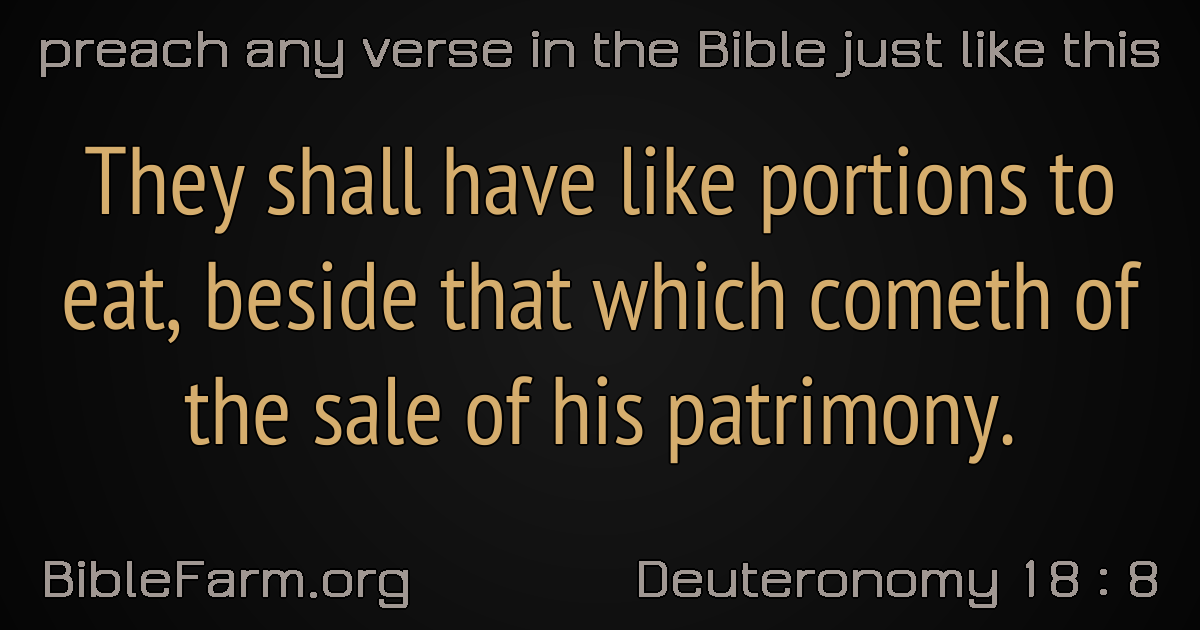 preach any verse in the Bible just like this
They shall have like portions to
eat, beside that which cometh of
the sale of his patrimony.
BibleFarm.org
Deuteronomy 18 : 8